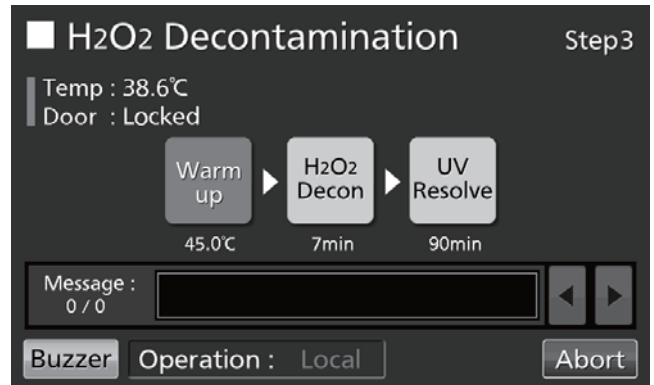 H2O2 Decontamination Step3
Temp : 38.6℃
Door : Locked
Warm up
H2O2 Decon
UV Resolve
45.0℃ 7min 90min
Message : 0 / 0
Buzzer Operation : Local Abort